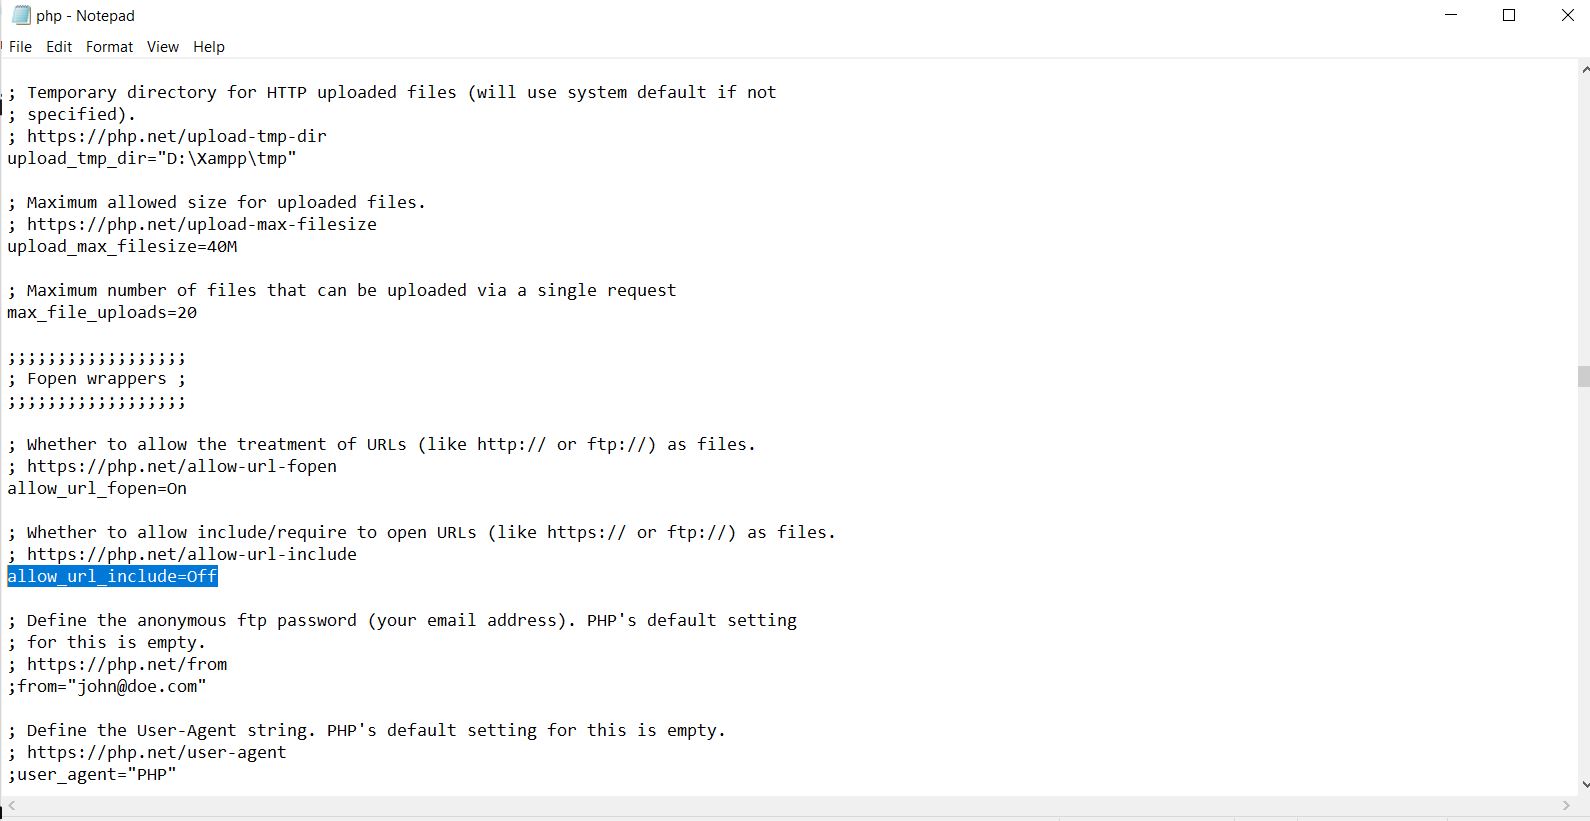 php - Notepad
File Edit Format View Help
; Temporary directory for HTTP uploaded files (will use system default if not
; specified).
; https://php.net/upload-tmp-dir
upload_tmp_dir="D:\Xampp\tmp"
; Maximum allowed size for uploaded files.
; https://php.net/upload-max-filesize
upload_max_filesize=40M
; Maximum number of files that can be uploaded via a single request
max_file_uploads=20
;;;;;;;;;;;;;;;;;;
; Fopen wrappers ;
;;;;;;;;;;;;;;;;;;
; Whether to allow the treatment of URLs (like http:// or ftp://) as files.
; https://php.net/allow-url-fopen
allow_url_fopen=On
; Whether to allow include/require to open URLs (like https:// or ftp://) as files.
; https://php.net/allow-url-include
allow_url_include=Off
; Define the anonymous ftp password (your email address). PHP's default setting
; for this is empty.
; https://php.net/from
;from="john@doe.com"
; Define the User-Agent string. PHP's default setting for this is empty.
; https://php.net/user-agent
;user_agent="PHP"